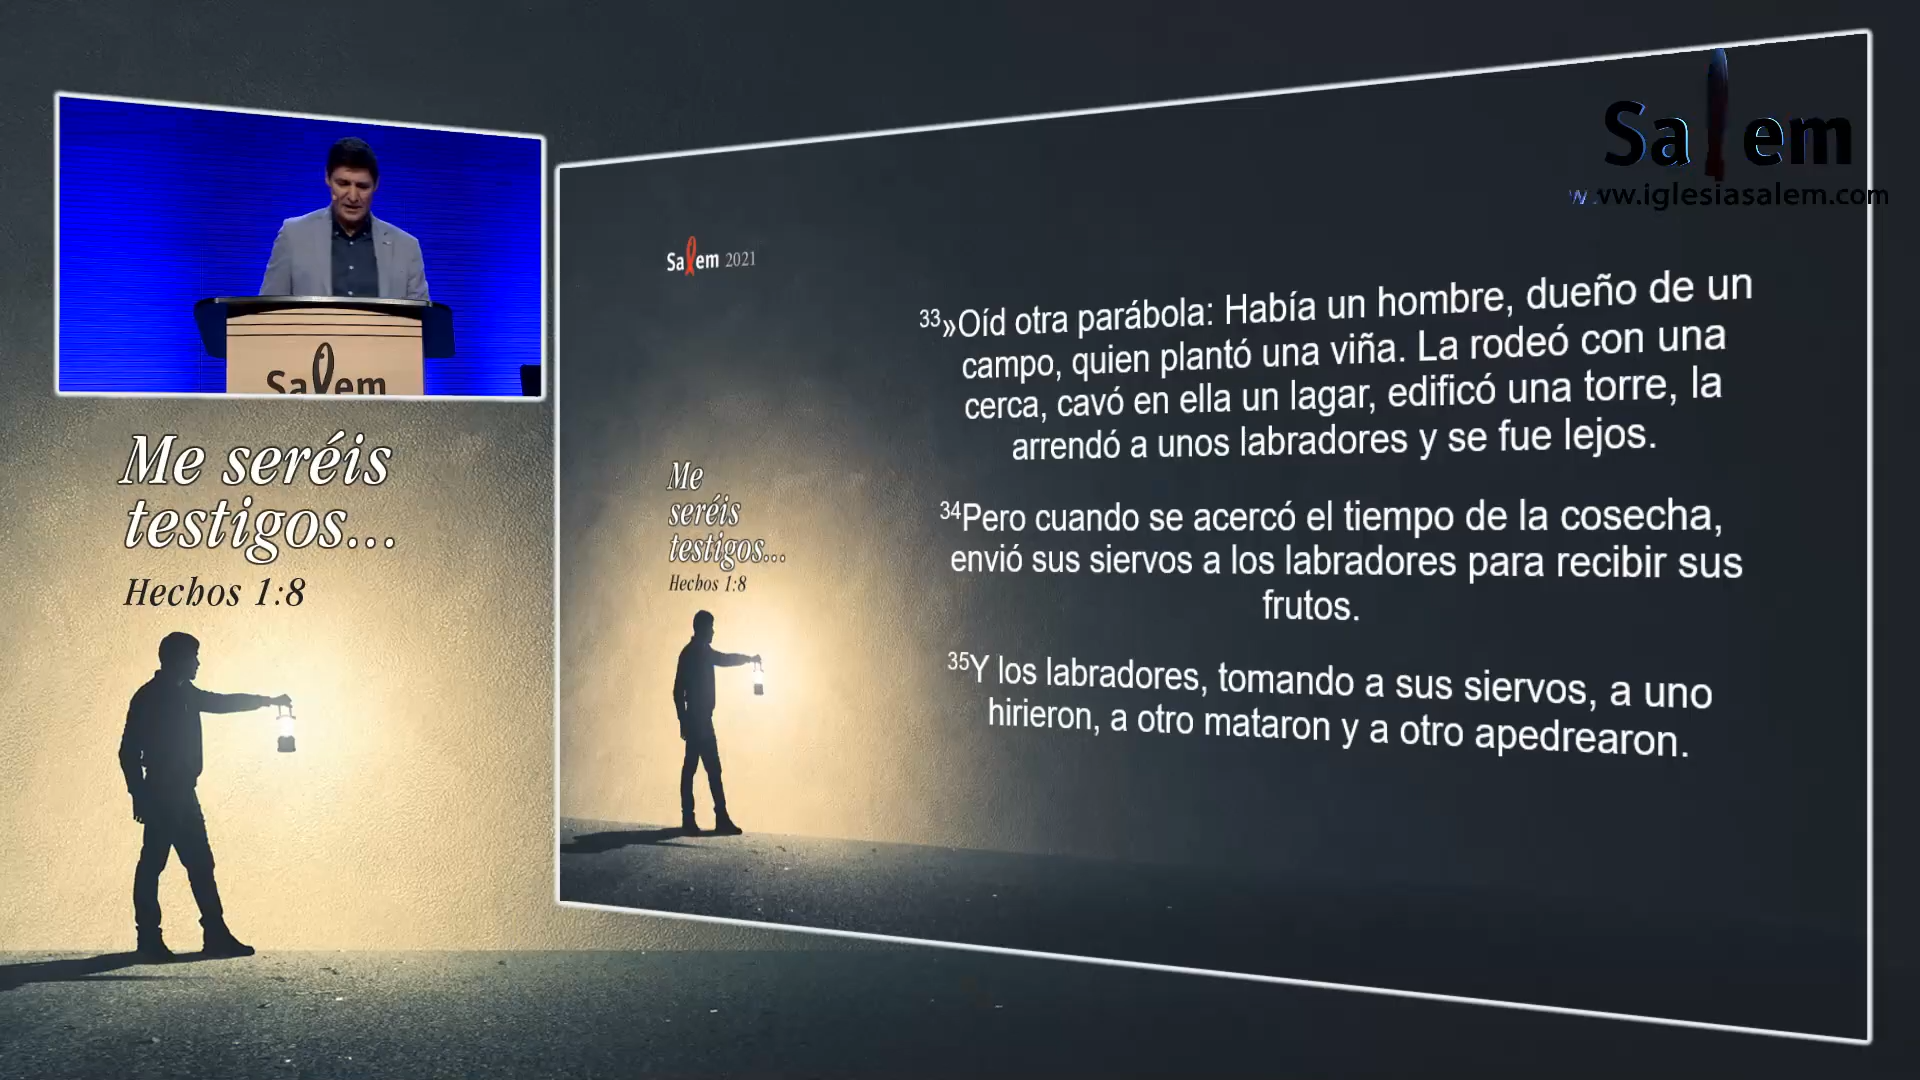 Salem
www.iglesiasalem.com
Salem
Me seréis
testigos...
Hechos 1:8
Salem 2021
Me
seréis
testigos...
Hechos 1:8
33»Oíd otra parábola: Había un hombre, dueño de un
campo, quien plantó una viña. La rodeó con una
cerca, cavó en ella un lagar, edificó una torre, la
arrendó a unos labradores y se fue lejos.
34Pero cuando se acercó el tiempo de la cosecha,
envió sus siervos a los labradores para recibir sus
frutos.
35Y los labradores, tomando a sus siervos, a uno
hirieron, a otro mataron y a otro apedrearon.